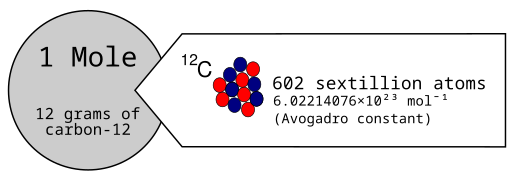 1 Mole
12 grams of
carbon-12
¹²C
602 sextillion atoms
6.02214076×10²³ mol⁻¹
(Avogadro constant)